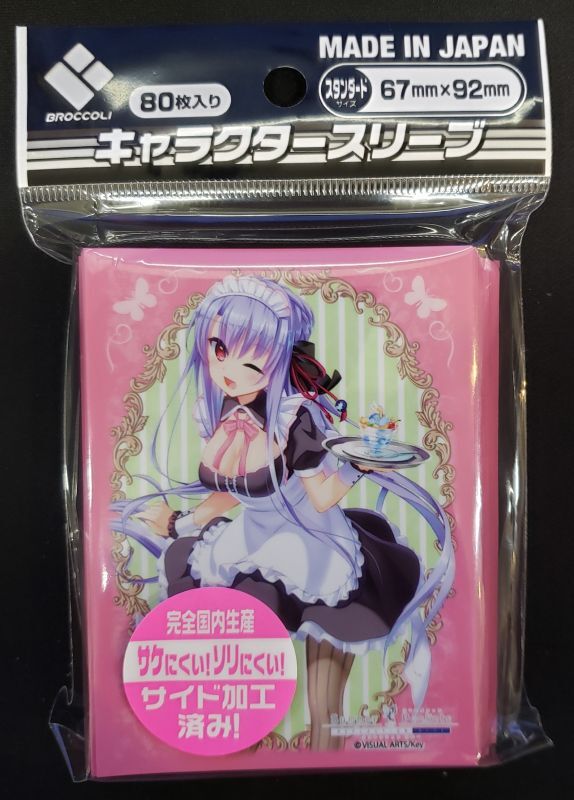 MADE IN JAPAN
BROCCOLI
80枚入り
スタンダード
サイズ
67mm×92mm
キャラクタースリーブ
完全国内生産
サケにくい!ソリにくい!
サイド加工
済み!
©VISUAL ARTS/Key